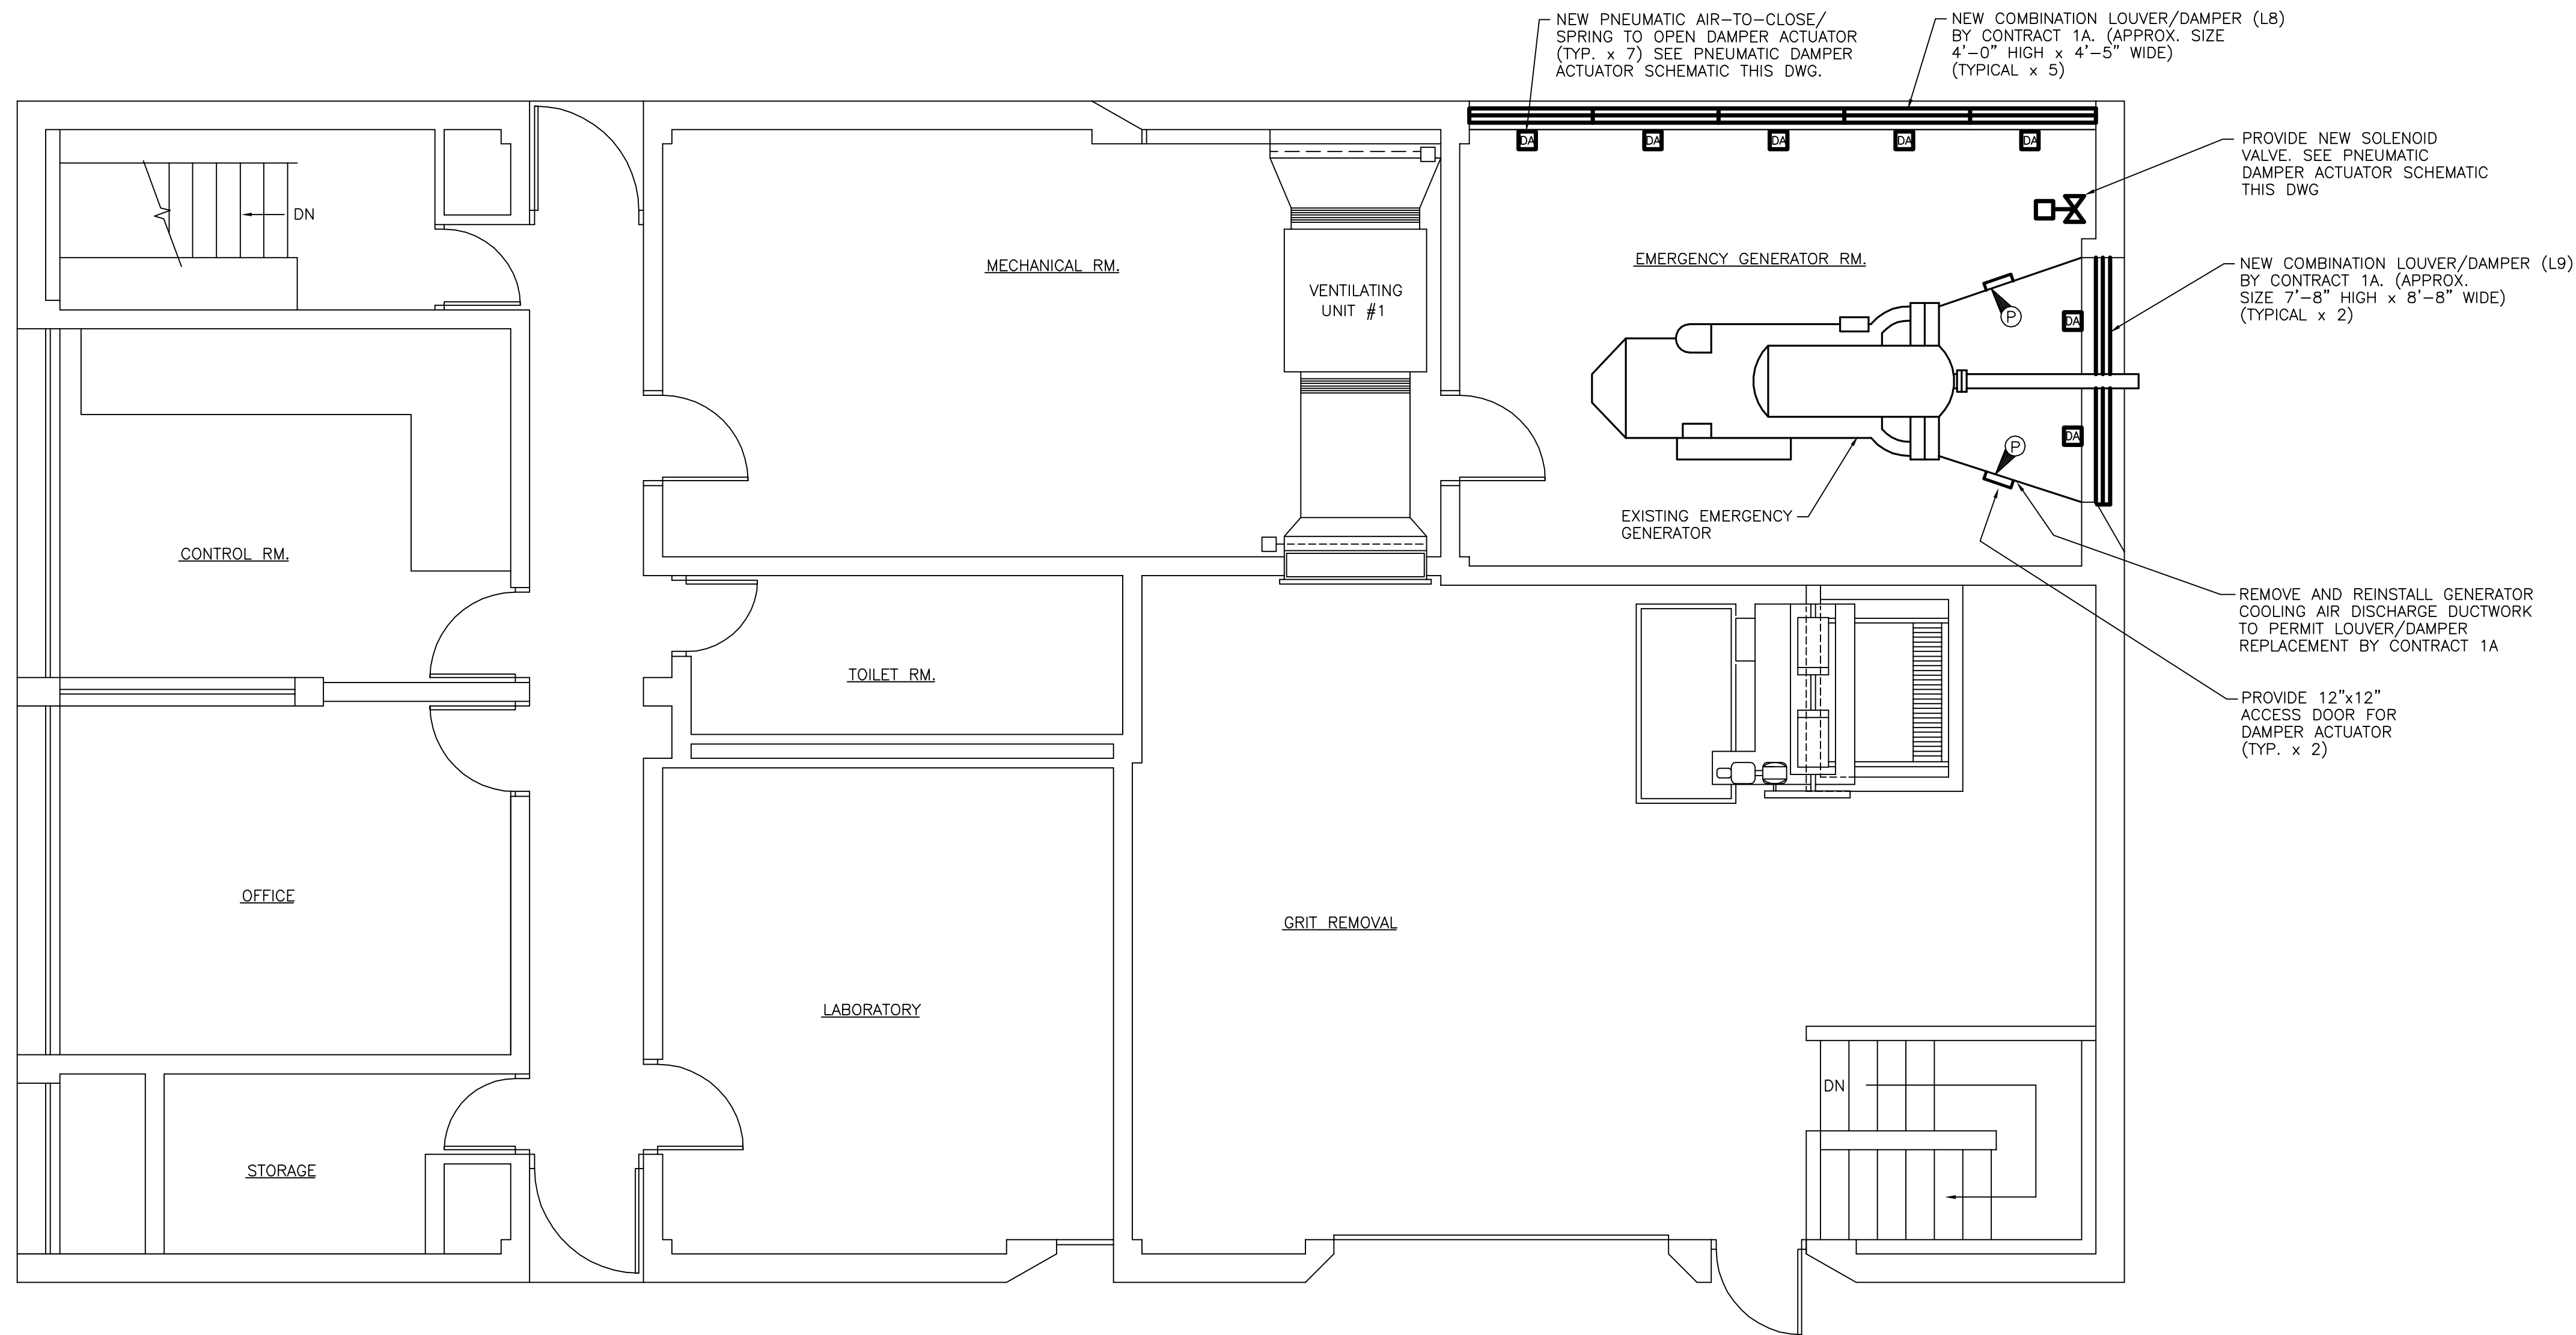 NEW PNEUMATIC AIR-TO-CLOSE/
SPRING TO OPEN DAMPER ACTUATOR
(TYP. x 7) SEE PNEUMATIC DAMPER
ACTUATOR SCHEMATIC THIS DWG.
NEW COMBINATION LOUVER/DAMPER (L8)
BY CONTRACT 1A. (APPROX. SIZE
4'-0" HIGH x 4'-5" WIDE)
(TYPICAL x 5)
DA
DA
DA
DA
DA
PROVIDE NEW SOLENOID
VALVE. SEE PNEUMATIC
DAMPER ACTUATOR SCHEMATIC
THIS DWG
DN
MECHANICAL RM.
EMERGENCY GENERATOR RM.
NEW COMBINATION LOUVER/DAMPER (L9)
BY CONTRACT 1A. (APPROX.
SIZE 7'-8" HIGH x 8'-8" WIDE)
(TYPICAL x 2)
VENTILATING
UNIT #1
P
DA
P
DA
EXISTING EMERGENCY
GENERATOR
CONTROL RM.
REMOVE AND REINSTALL GENERATOR
COOLING AIR DISCHARGE DUCTWORK
TO PERMIT LOUVER/DAMPER
REPLACEMENT BY CONTRACT 1A
TOILET RM.
PROVIDE 12"x12"
ACCESS DOOR FOR
DAMPER ACTUATOR
(TYP. x 2)
OFFICE
GRIT REMOVAL
LABORATORY
DN
STORAGE